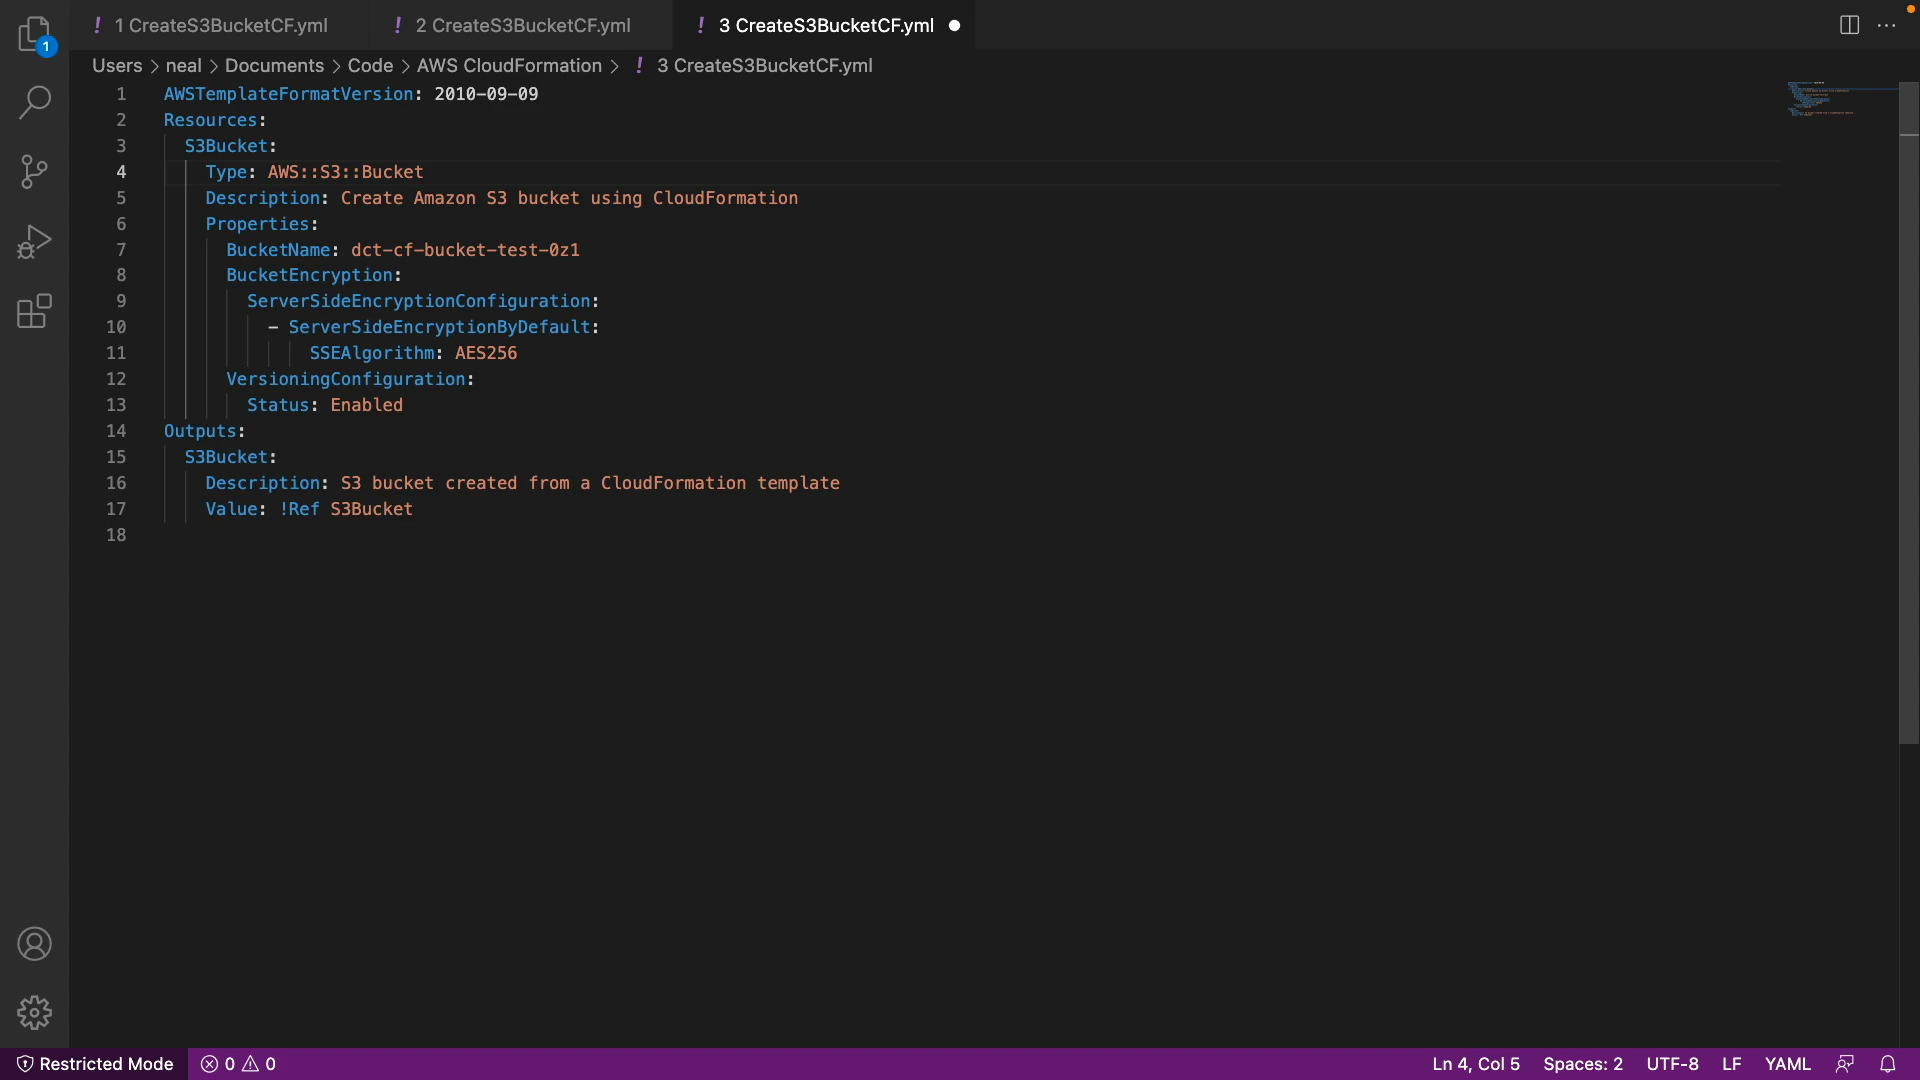 ! 1 CreateS3BucketCF.yml ! 2 CreateS3BucketCF.yml ! 3 CreateS3BucketCF.yml
1
Users > neal > Documents > Code > AWS CloudFormation > ! 3 CreateS3BucketCF.yml
1 AWSTemplateFormatVersion: 2010-09-09
2 Resources:
3   S3Bucket:
4     Type: AWS::S3::Bucket
5     Description: Create Amazon S3 bucket using CloudFormation
6     Properties:
7       BucketName: dct-cf-bucket-test-0z1
8       BucketEncryption:
9         ServerSideEncryptionConfiguration:
10           - ServerSideEncryptionByDefault:
11               SSEAlgorithm: AES256
12       VersioningConfiguration:
13         Status: Enabled
14 Outputs:
15   S3Bucket:
16     Description: S3 bucket created from a CloudFormation template
17     Value: !Ref S3Bucket
18
Restricted Mode 0 0 Ln 4, Col 5 Spaces: 2 UTF-8 LF YAML